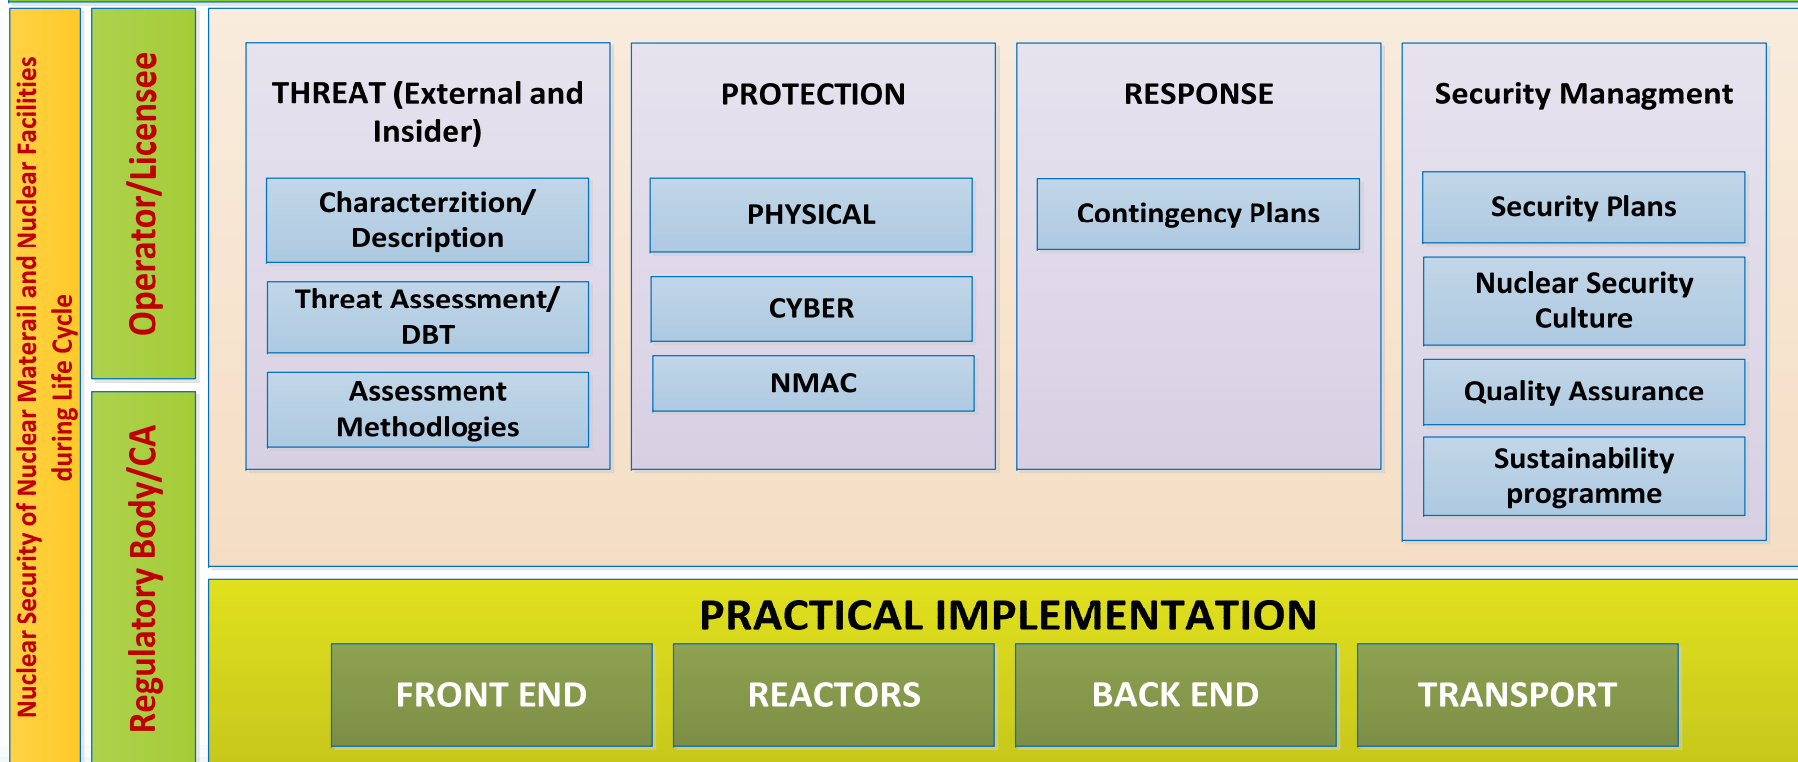 Nuclear Security of Nuclear Materail and Nuclear Facilities
during Life Cycle
Operator/Licensee
Regulatory Body/CA
THREAT (External and
Insider)
Characterzition/
Description
Threat Assessment/
DBT
Assessment
Methodlogies
PROTECTION
PHYSICAL
CYBER
NMAC
RESPONSE
Contingency Plans
Security Managment
Security Plans
Nuclear Security
Culture
Quality Assurance
Sustainability
programme
PRACTICAL IMPLEMENTATION
FRONT END
REACTORS
BACK END
TRANSPORT